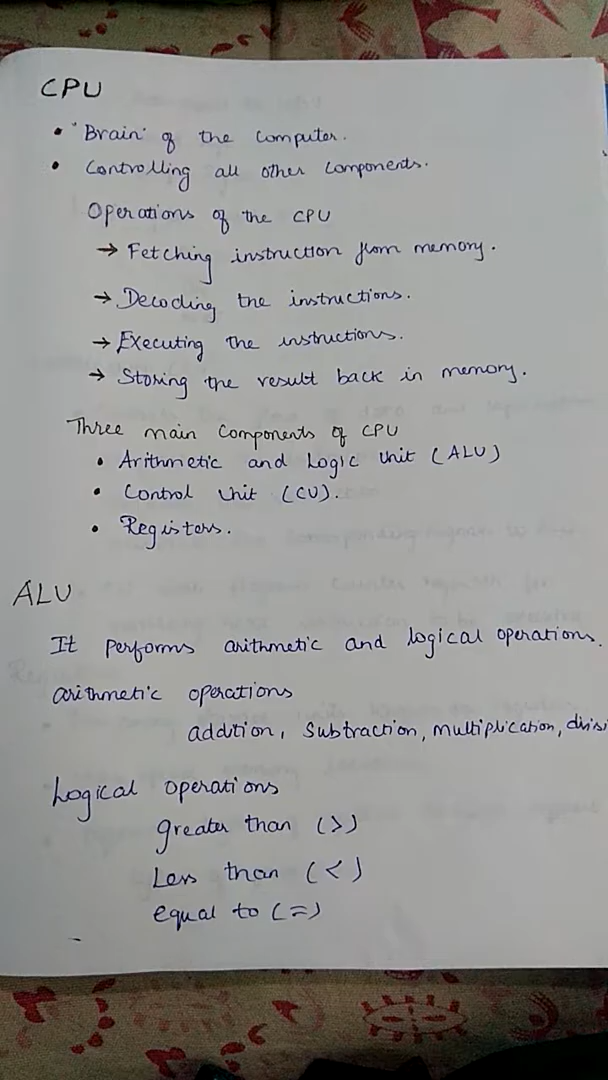 CPU
• "Brain" of the computer.
• Controlling all other components.
Operations of the CPU
→ Fetching instruction from memory.
→ Decoding the instructions.
→ Executing the instructions.
→ Storing the result back in memory.
Three main components of CPU
• Arithmetic and Logic Unit (ALU)
• Control Unit (CU).
• Registers.
ALU
It performs arithmetic and logical operations.
arithmetic operations
addition, subtraction, multiplication, divisi
Logical operations
greater than (>)
Less than (<)
equal to (=)